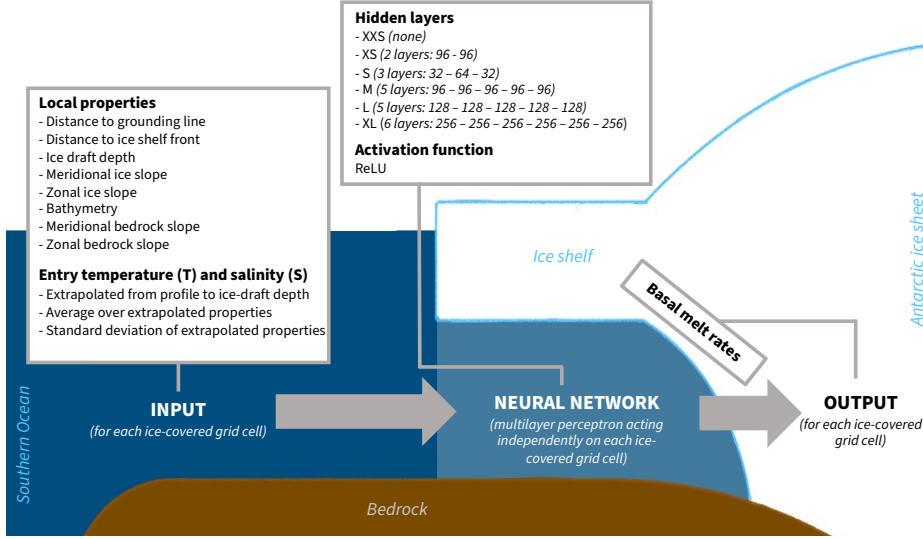 Hidden layers
- XXS (none)
- XS (2 layers: 96 - 96)
- S (3 layers: 32 – 64 – 32)
- M (5 layers: 96 – 96 – 96 – 96 – 96)
- L (5 layers: 128 – 128 – 128 – 128 – 128)
- XL (6 layers: 256 – 256 – 256 – 256 – 256 – 256)
Activation function
ReLU
Local properties
- Distance to grounding line
- Distance to ice shelf front
- Ice draft depth
- Meridional ice slope
- Zonal ice slope
- Bathymetry
- Meridional bedrock slope
- Zonal bedrock slope
Entry temperature (T) and salinity (S)
- Extrapolated from profile to ice-draft depth
- Average over extrapolated properties
- Standard deviation of extrapolated properties
Ice shelf
Antarctic ice sheet
Basal melt rates
Southern Ocean
INPUT
(for each ice-covered grid cell)
NEURAL NETWORK
(multilayer perceptron acting
independently on each ice-
covered grid cell)
OUTPUT
(for each ice-covered
grid cell)
Bedrock